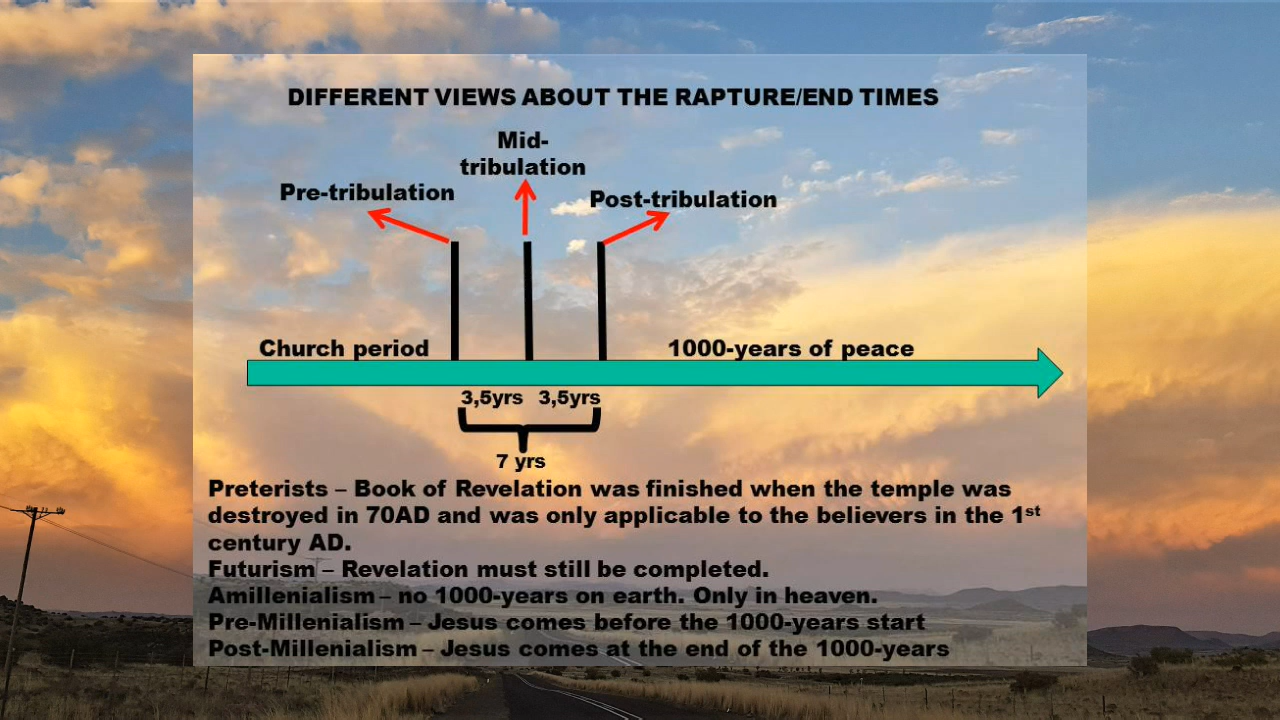 DIFFERENT VIEWS ABOUT THE RAPTURE/END TIMES
Mid-
tribulation
Pre-tribulation
Post-tribulation
Church period
1000-years of peace
3,5yrs
3,5yrs
7 yrs
Preterists – Book of Revelation was finished when the temple was
destroyed in 70AD and was only applicable to the believers in the 1st
century AD.
Futurism – Revelation must still be completed.
Amillenialism – no 1000-years on earth. Only in heaven.
Pre-Millenialism – Jesus comes before the 1000-years start
Post-Millenialism – Jesus comes at the end of the 1000-years